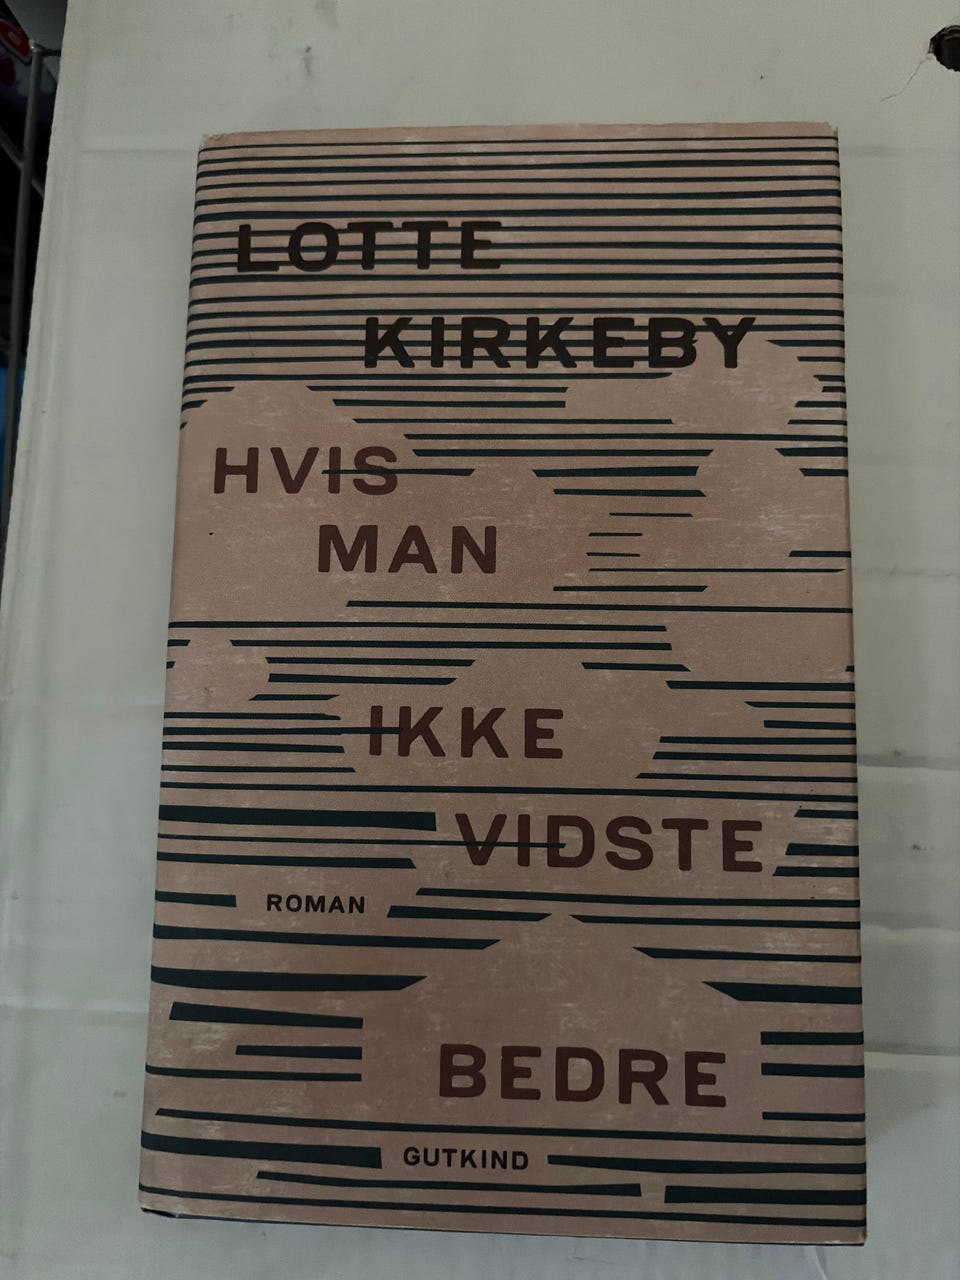 LOTTE
KIRKEBY
HVIS
MAN
IKKE
VIDSTE
ROMAN
BEDRE
GUTKIND